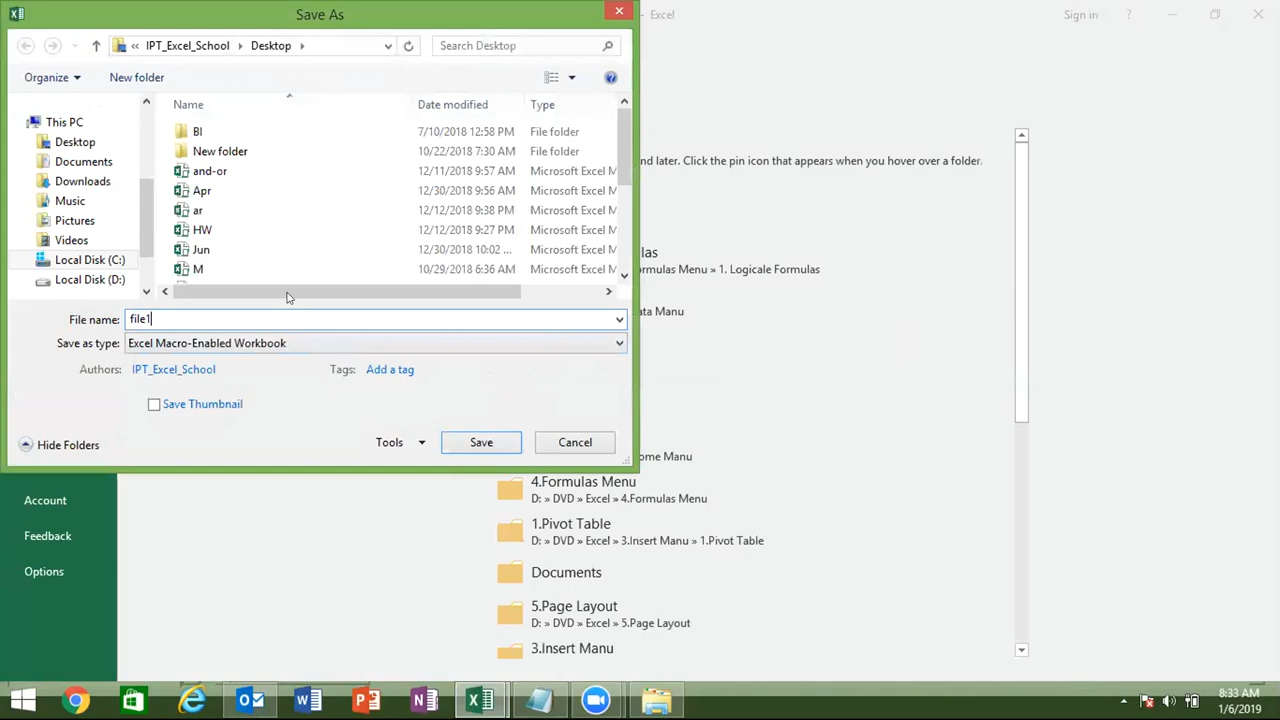 Save As
- Excel
Sign in
?
«  IPT_Excel_School  Desktop
Search Desktop
Organize
New folder
Name
Date modified
Type
This PC
Desktop
Documents
Downloads
Music
Pictures
Videos
Local Disk (C:)
Local Disk (D:)
BI  7/10/2018 12:58 PM  File folder
New folder  10/22/2018 7:30 AM  File folder
and-or  12/11/2018 9:57 AM  Microsoft Excel M
Apr  12/30/2018 9:56 AM  Microsoft Excel M
ar  12/12/2018 9:38 PM  Microsoft Excel M
HW  12/12/2018 9:27 PM  Microsoft Excel M
Jun  12/30/2018 10:02 ...  Microsoft Excel M
M  10/29/2018 6:36 AM  Microsoft Excel M
File name: file1
Save as type: Excel Macro-Enabled Workbook
Authors: IPT_Excel_School
Tags: Add a tag
Save Thumbnail
Hide Folders
Tools
Save
Cancel
nd later. Click the pin icon that appears when you hover over a folder.
las
rmulas Menu » 1. Logicale Formulas
ata Manu
ome Manu
4.Formulas Menu
D: » DVD » Excel » 4.Formulas Menu
1.Pivot Table
D: » DVD » Excel » 3.Insert Manu » 1.Pivot Table
Documents
5.Page Layout
D: » DVD » Excel » 5.Page Layout
3.Insert Manu
Account
Feedback
Options
8:33 AM
1/6/2019